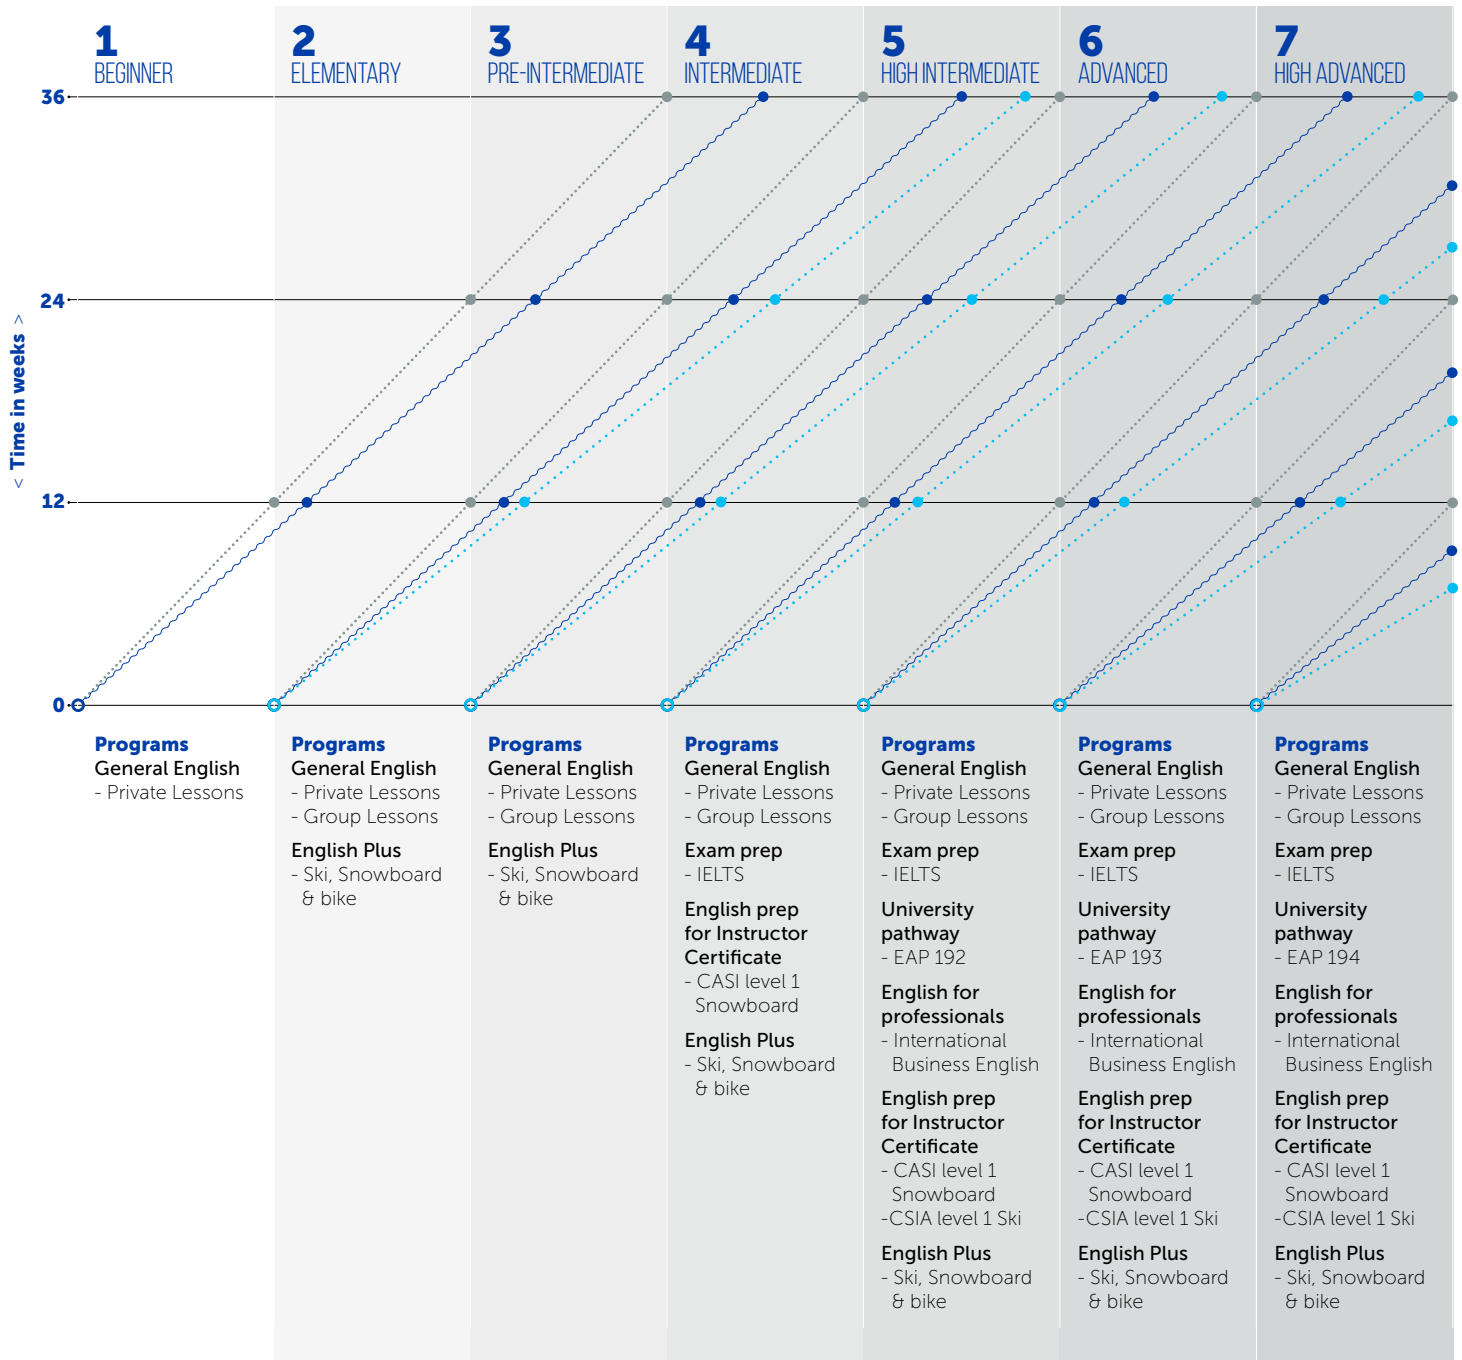 1
BEGINNER
2
ELEMENTARY
3
PRE-INTERMEDIATE
4
INTERMEDIATE
5
HIGH INTERMEDIATE
6
ADVANCED
7
HIGH ADVANCED
36
24
12
0
< Time in weeks >
Programs
General English
- Private Lessons
Programs
General English
- Private Lessons
- Group Lessons
English Plus
- Ski, Snowboard
& bike
Programs
General English
- Private Lessons
- Group Lessons
English Plus
- Ski, Snowboard
& bike
Programs
General English
- Private Lessons
- Group Lessons
Exam prep
- IELTS
English prep
for Instructor
Certificate
- CASI level 1
Snowboard
English Plus
- Ski, Snowboard
& bike
Programs
General English
- Private Lessons
- Group Lessons
Exam prep
- IELTS
University
pathway
- EAP 192
English for
professionals
- International
Business English
English prep
for Instructor
Certificate
- CASI level 1
Snowboard
-CSIA level 1 Ski
English Plus
- Ski, Snowboard
& bike
Programs
General English
- Private Lessons
- Group Lessons
Exam prep
- IELTS
University
pathway
- EAP 193
English for
professionals
- International
Business English
English prep
for Instructor
Certificate
- CASI level 1
Snowboard
-CSIA level 1 Ski
English Plus
- Ski, Snowboard
& bike
Programs
General English
- Private Lessons
- Group Lessons
Exam prep
- IELTS
University
pathway
- EAP 194
English for
professionals
- International
Business English
English prep
for Instructor
Certificate
- CASI level 1
Snowboard
-CSIA level 1 Ski
English Plus
- Ski, Snowboard
& bike